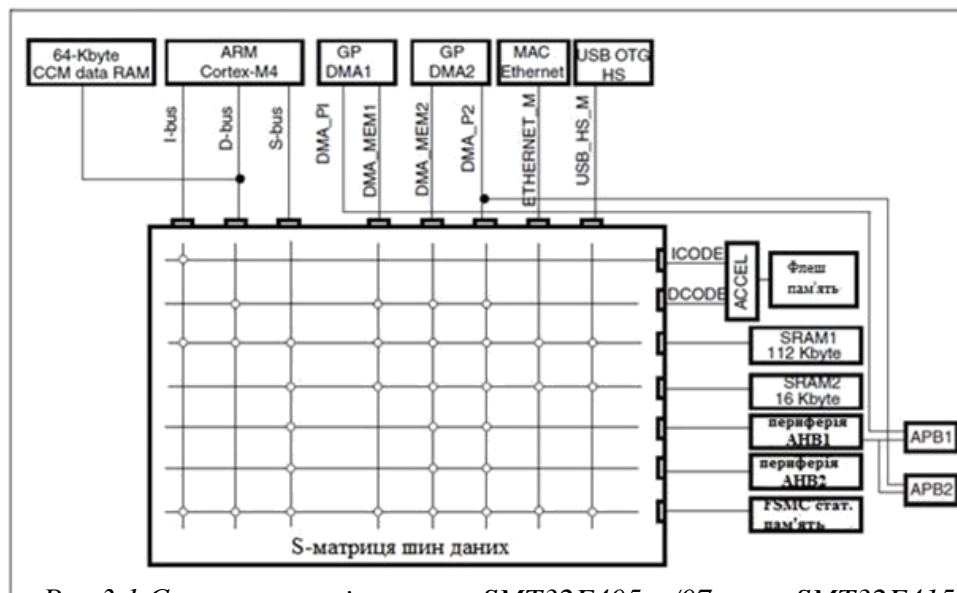 64-Kbyte
CCM data RAM
ARM
Cortex-M4
GP
DMA1
GP
DMA2
MAC
Ethernet
USB OTG
HS
I-bus
D-bus
S-bus
DMA_PI
DMA_MEM1
DMA_MEM2
DMA_P2
ETHERNET_M
USB_HS_M
ICODE
DCODE
ACCEL
Флеш
пам'ять
SRAM1
112 Kbyte
SRAM2
16 Kbyte
периферія
AHB1
периферія
AHB2
FSMC стат.
пам'ять
APB1
APB2
S-матриця шин даних